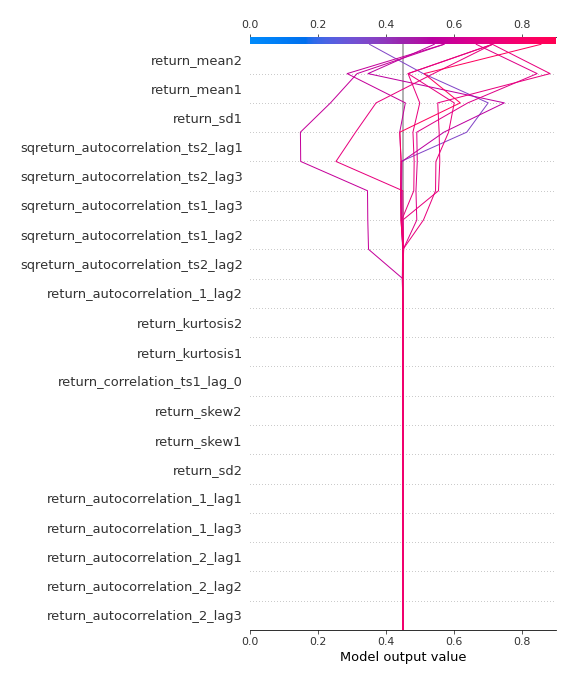 0.0 0.2 0.4 0.6 0.8
return_mean2
return_mean1
return_sd1
sqreturn_autocorrelation_ts2_lag1
sqreturn_autocorrelation_ts2_lag3
sqreturn_autocorrelation_ts1_lag3
sqreturn_autocorrelation_ts1_lag2
sqreturn_autocorrelation_ts2_lag2
return_autocorrelation_1_lag2
return_kurtosis2
return_kurtosis1
return_correlation_ts1_lag_0
return_skew2
return_skew1
return_sd2
return_autocorrelation_1_lag1
return_autocorrelation_1_lag3
return_autocorrelation_2_lag1
return_autocorrelation_2_lag2
return_autocorrelation_2_lag3
0.0 0.2 0.4 0.6 0.8
Model output value